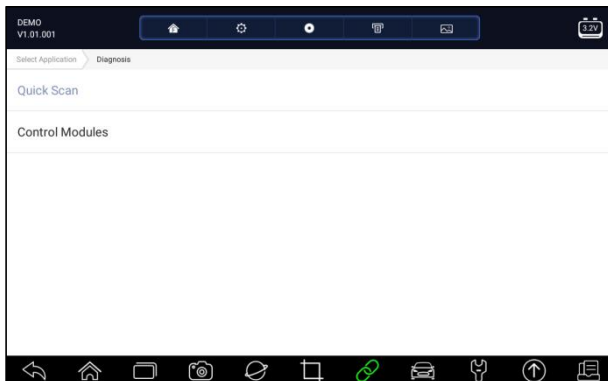 DEMO
V1.01.001
3.2V
Select Application Diagnosis
Quick Scan
Control Modules